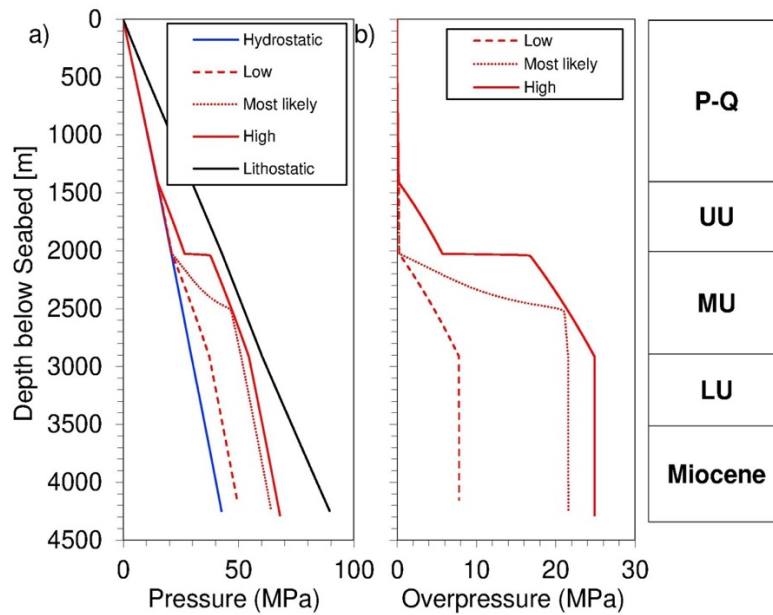 a)
Hydrostatic
Low
Most likely
High
Lithostatic
0
500
1000
1500
2000
2500
3000
3500
4000
4500
Depth below Seabed [m]
0
50
100
Pressure (MPa)
b)
Low
Most likely
High
0
10
20
30
Overpressure (MPa)
P-Q
UU
MU
LU
Miocene